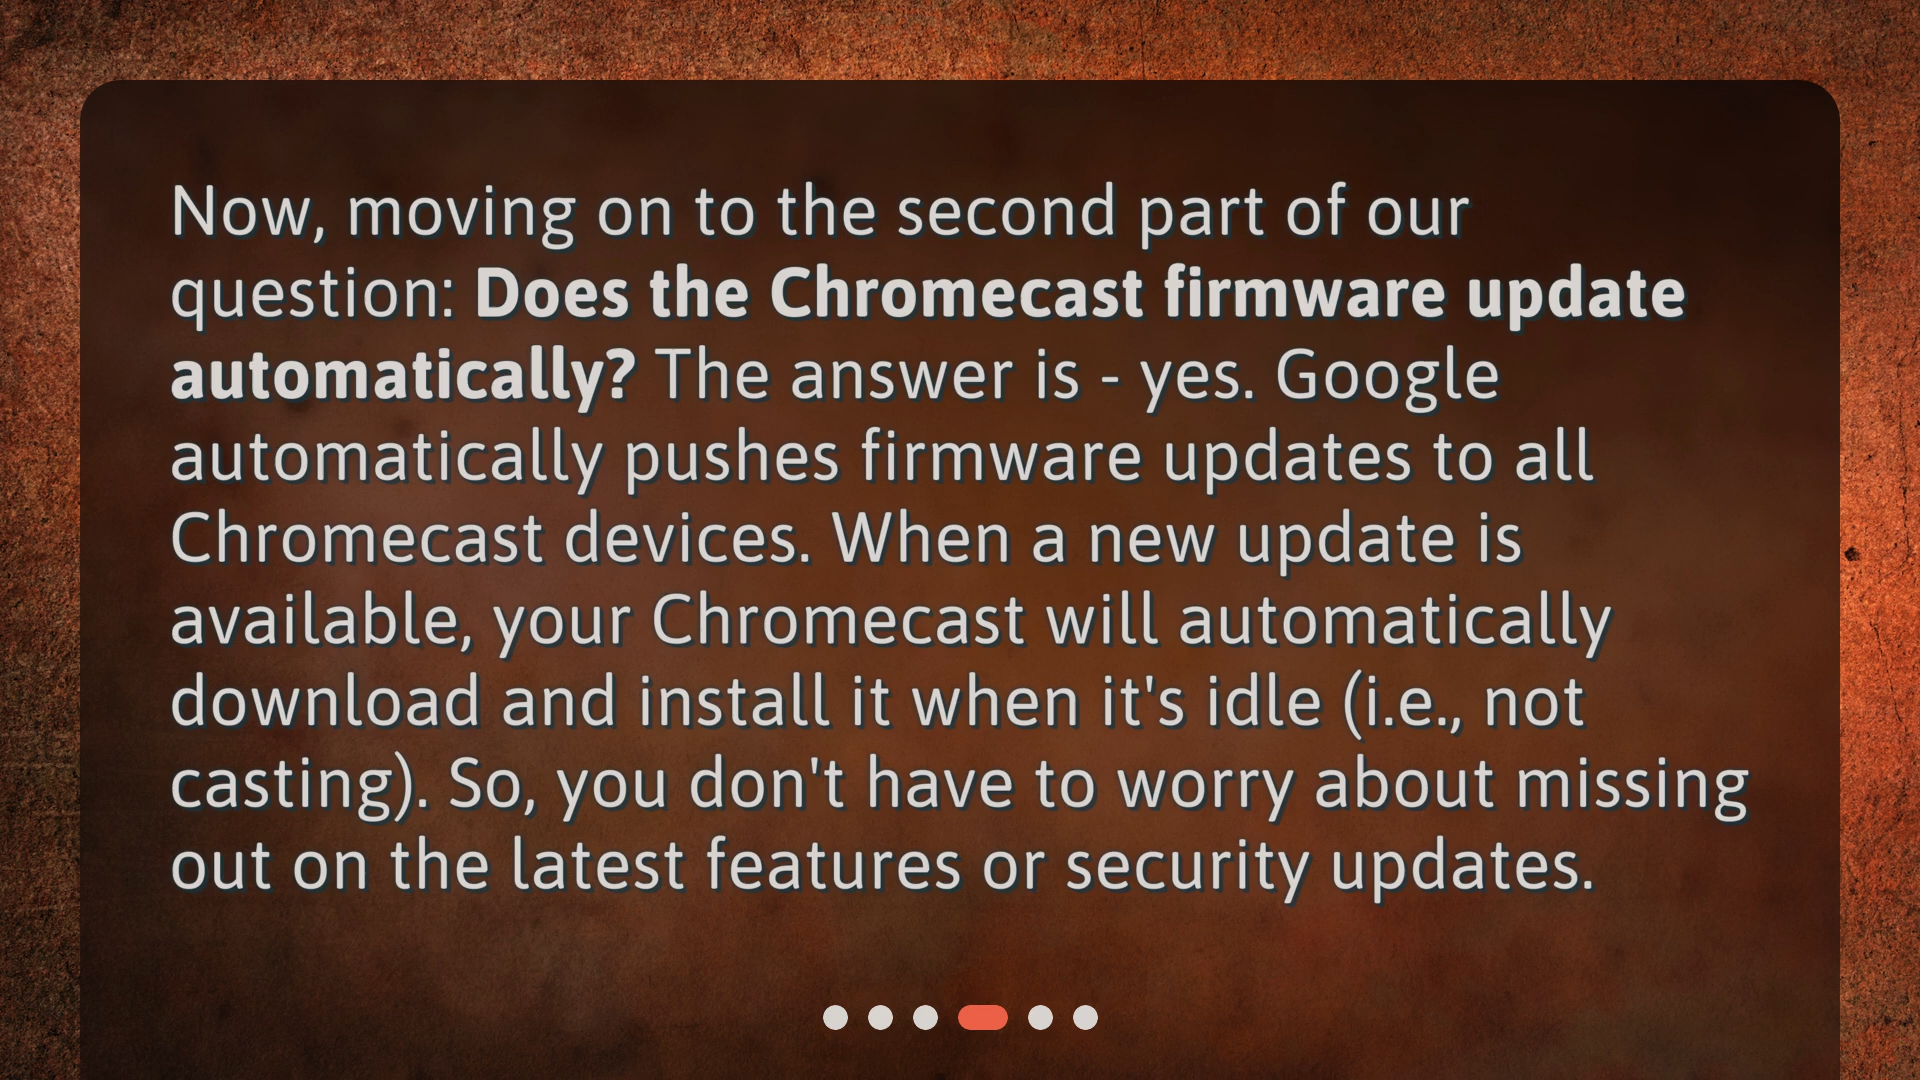 Now, moving on to the second part of our
question: Does the Chromecast firmware update
automatically? The answer is - yes. Google
automatically pushes firmware updates to all
Chromecast devices. When a new update is
available, your Chromecast will automatically
download and install it when it's idle (i.e., not
casting). So, you don't have to worry about missing
out on the latest features or security updates.